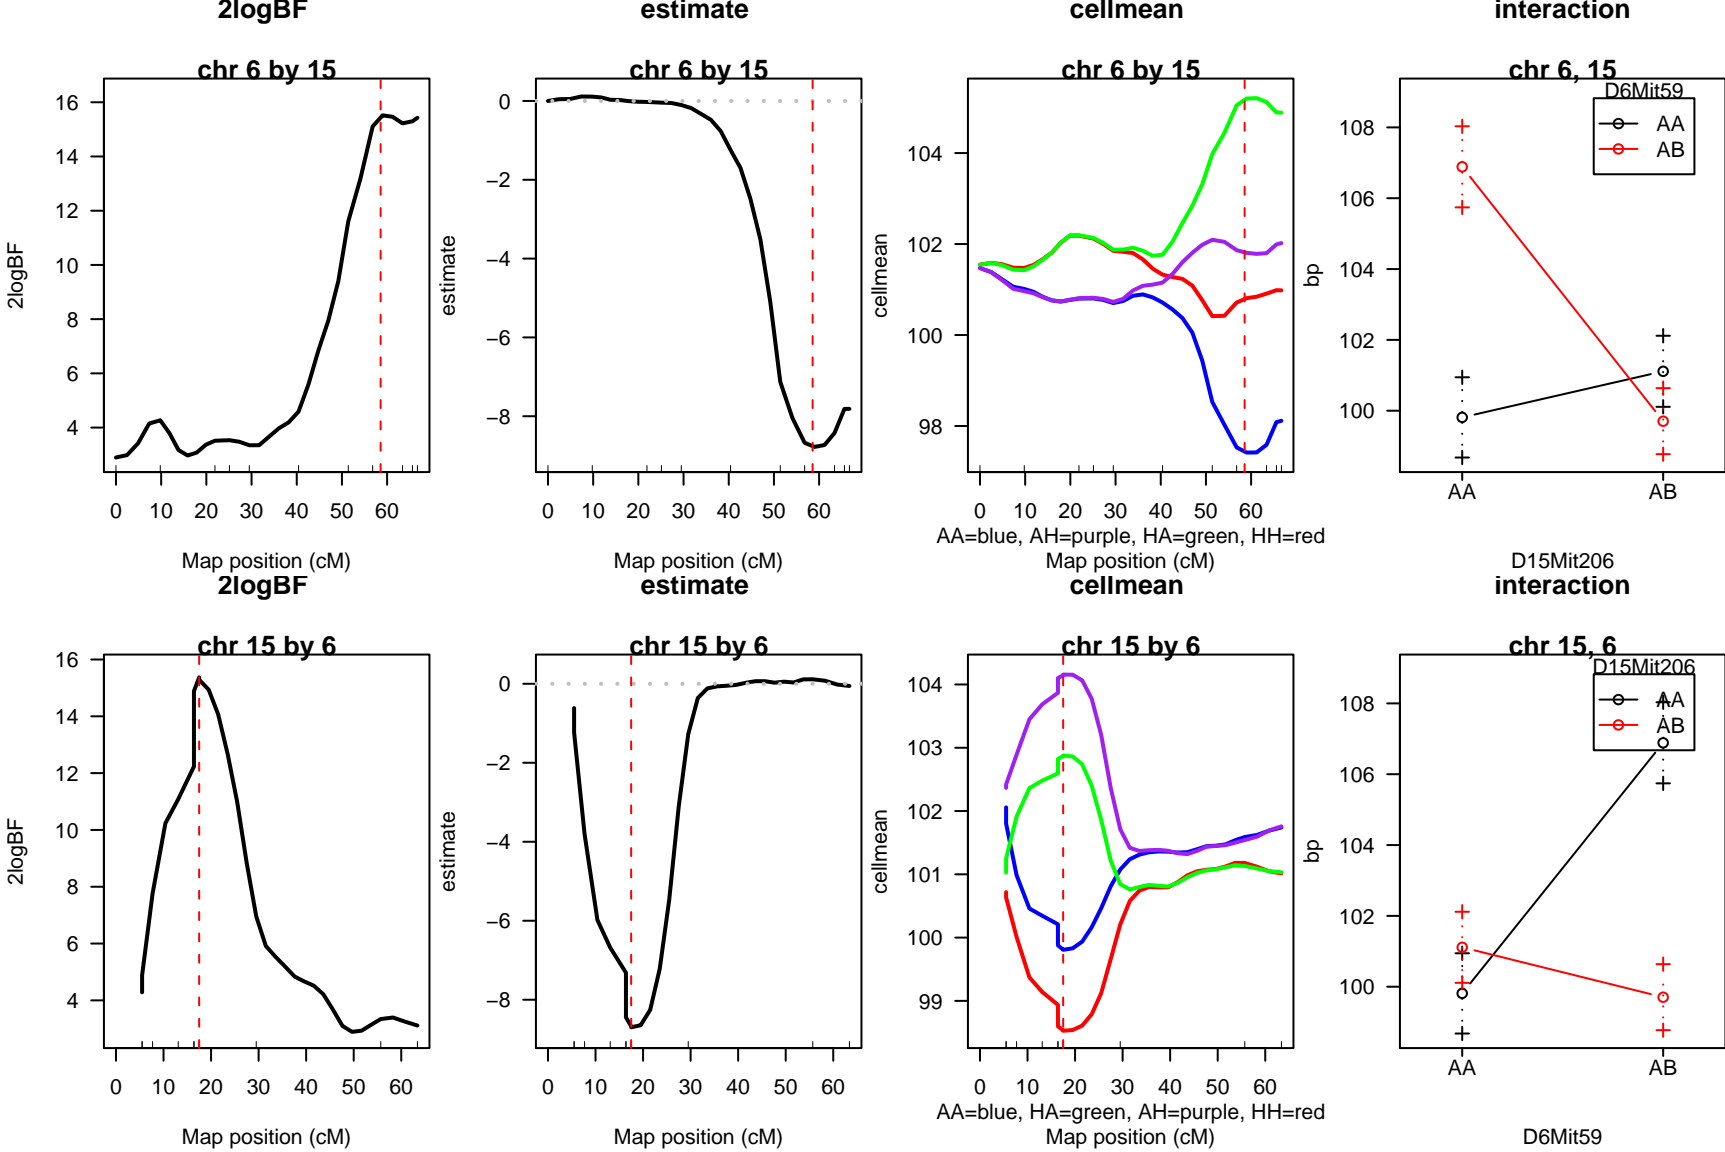 2logBF
chr 6 by 15
2logBF
16
14
12
10
8
6
4
0 10 20 30 40 50 60
Map position (cM)
estimate
chr 6 by 15
estimate
0
−2
−4
−6
−8
0 10 20 30 40 50 60
Map position (cM)
cellmean
chr 6 by 15
cellmean
104
102
100
98
0 10 20 30 40 50 60
AA=blue, AH=purple, HA=green, HH=red
Map position (cM)
interaction
chr 6, 15
D6Mit59
AA
AB
bp
108
106
104
102
100
AA AB
D15Mit206
2logBF
chr 15 by 6
2logBF
16
14
12
10
8
6
4
0 10 20 30 40 50 60
Map position (cM)
estimate
chr 15 by 6
estimate
0
−2
−4
−6
−8
0 10 20 30 40 50 60
Map position (cM)
cellmean
chr 15 by 6
cellmean
104
103
102
101
100
99
0 10 20 30 40 50 60
AA=blue, HA=green, AH=purple, HH=red
Map position (cM)
interaction
chr 15, 6
D15Mit206
AA
AB
bp
108
106
104
102
100
AA AB
D6Mit59